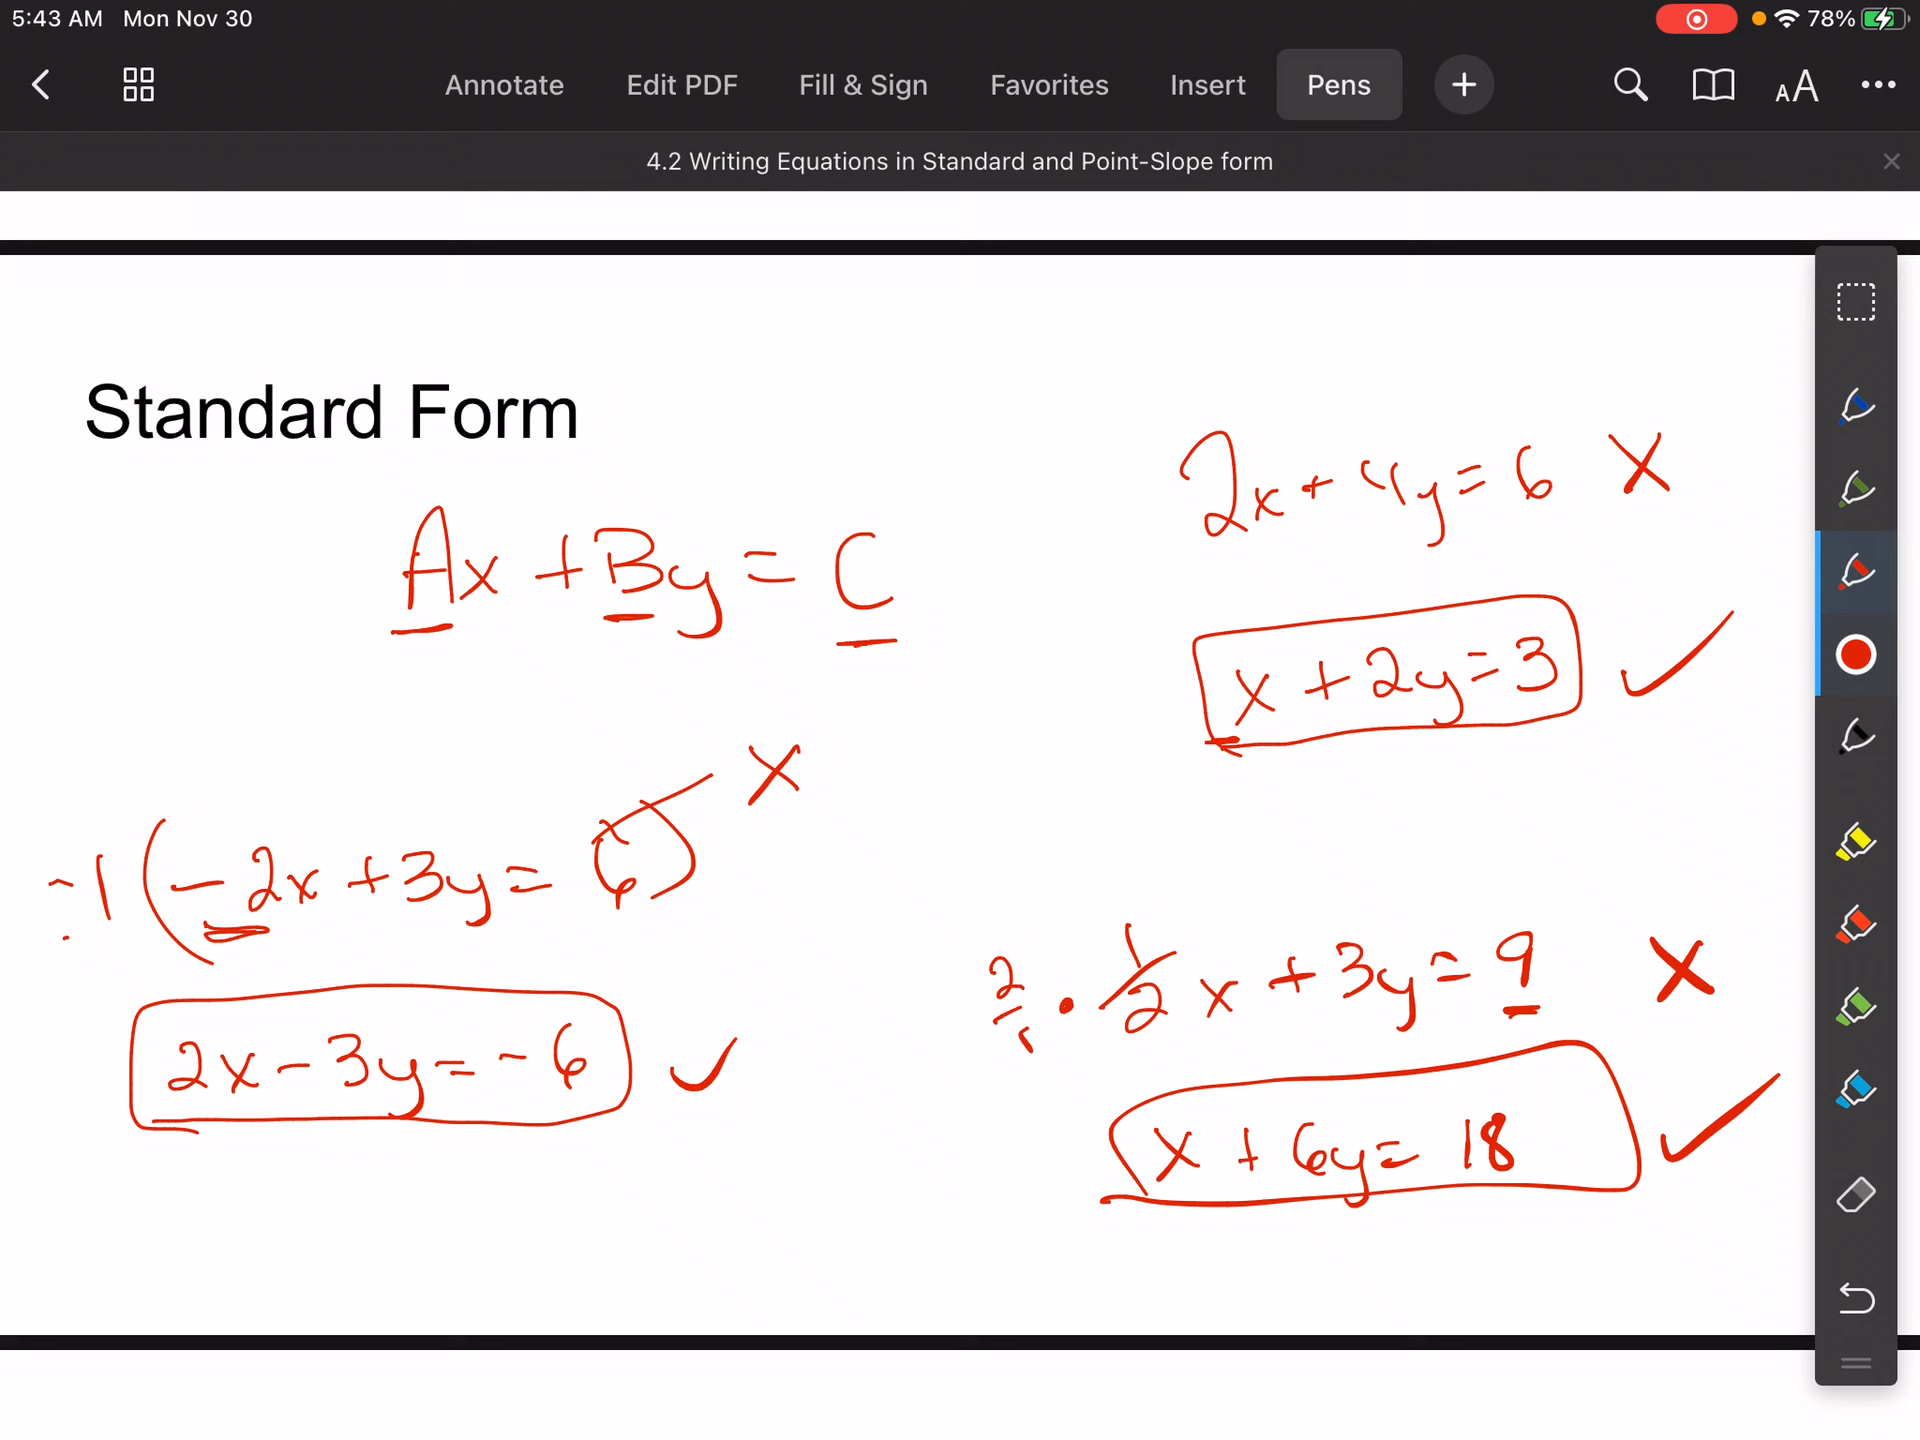 5:43 AM Mon Nov 30 78%
Annotate Edit PDF Fill & Sign Favorites Insert Pens + AA ...
4.2 Writing Equations in Standard and Point-Slope form ×
Standard Form
Ax + By = C
2x + 4y = 6 X
x + 2y = 3 ✓
-1(-2x + 3y = 6) X
2x - 3y = -6 ✓
2/1 • 1/2 x + 3y = 9 X
x + 6y = 18 ✓